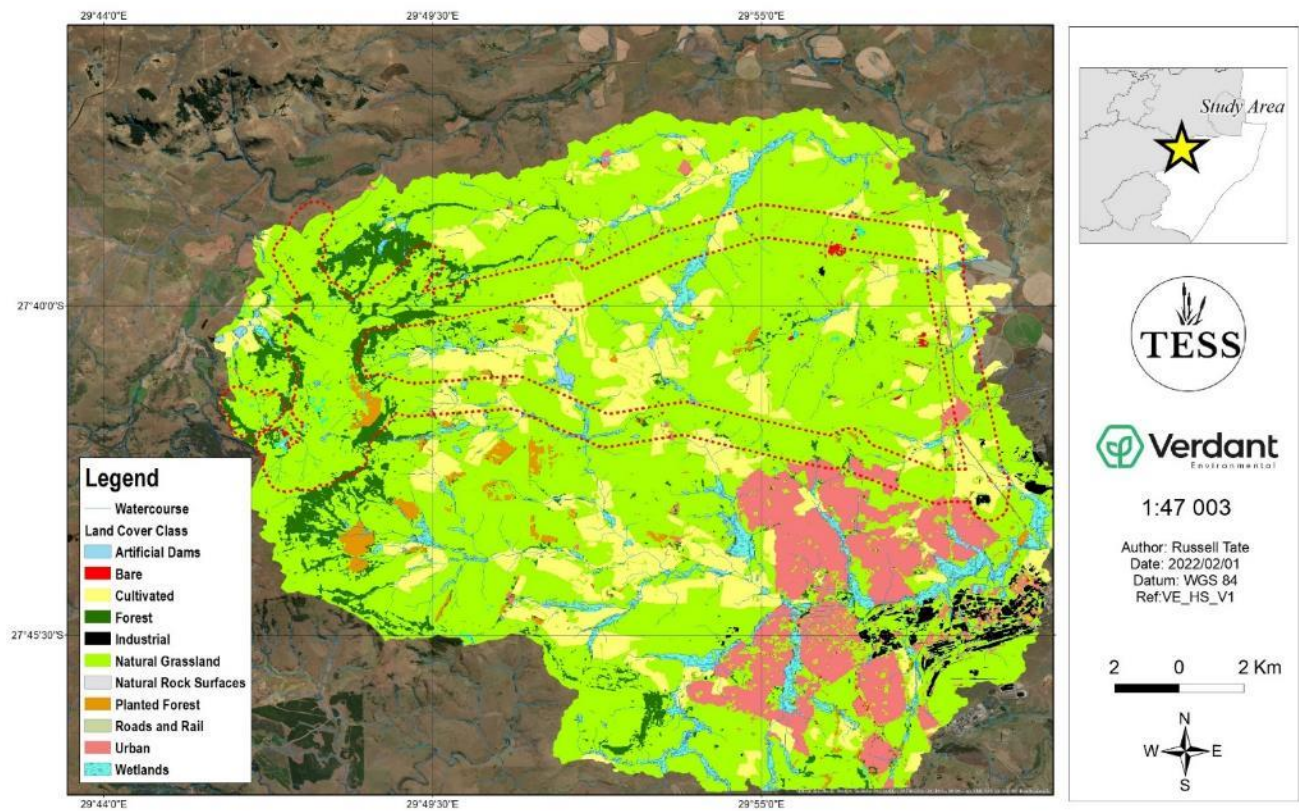 29°44'0"E 29°49'30"E 29°55'0"E
27°40'0"S
27°45'30"S
29°44'0"E 29°49'30"E 29°55'0"E
Legend
Watercourse
Land Cover Class
Artificial Dams
Bare
Cultivated
Forest
Industrial
Natural Grassland
Natural Rock Surfaces
Planted Forest
Roads and Rail
Urban
Wetlands
Study Area
TESS
Verdant
Environmental
1:47 003
Author: Russell Tate
Date: 2022/02/01
Datum: WGS 84
Ref:VE_HS_V1
2 0 2 Km
N
W E
S